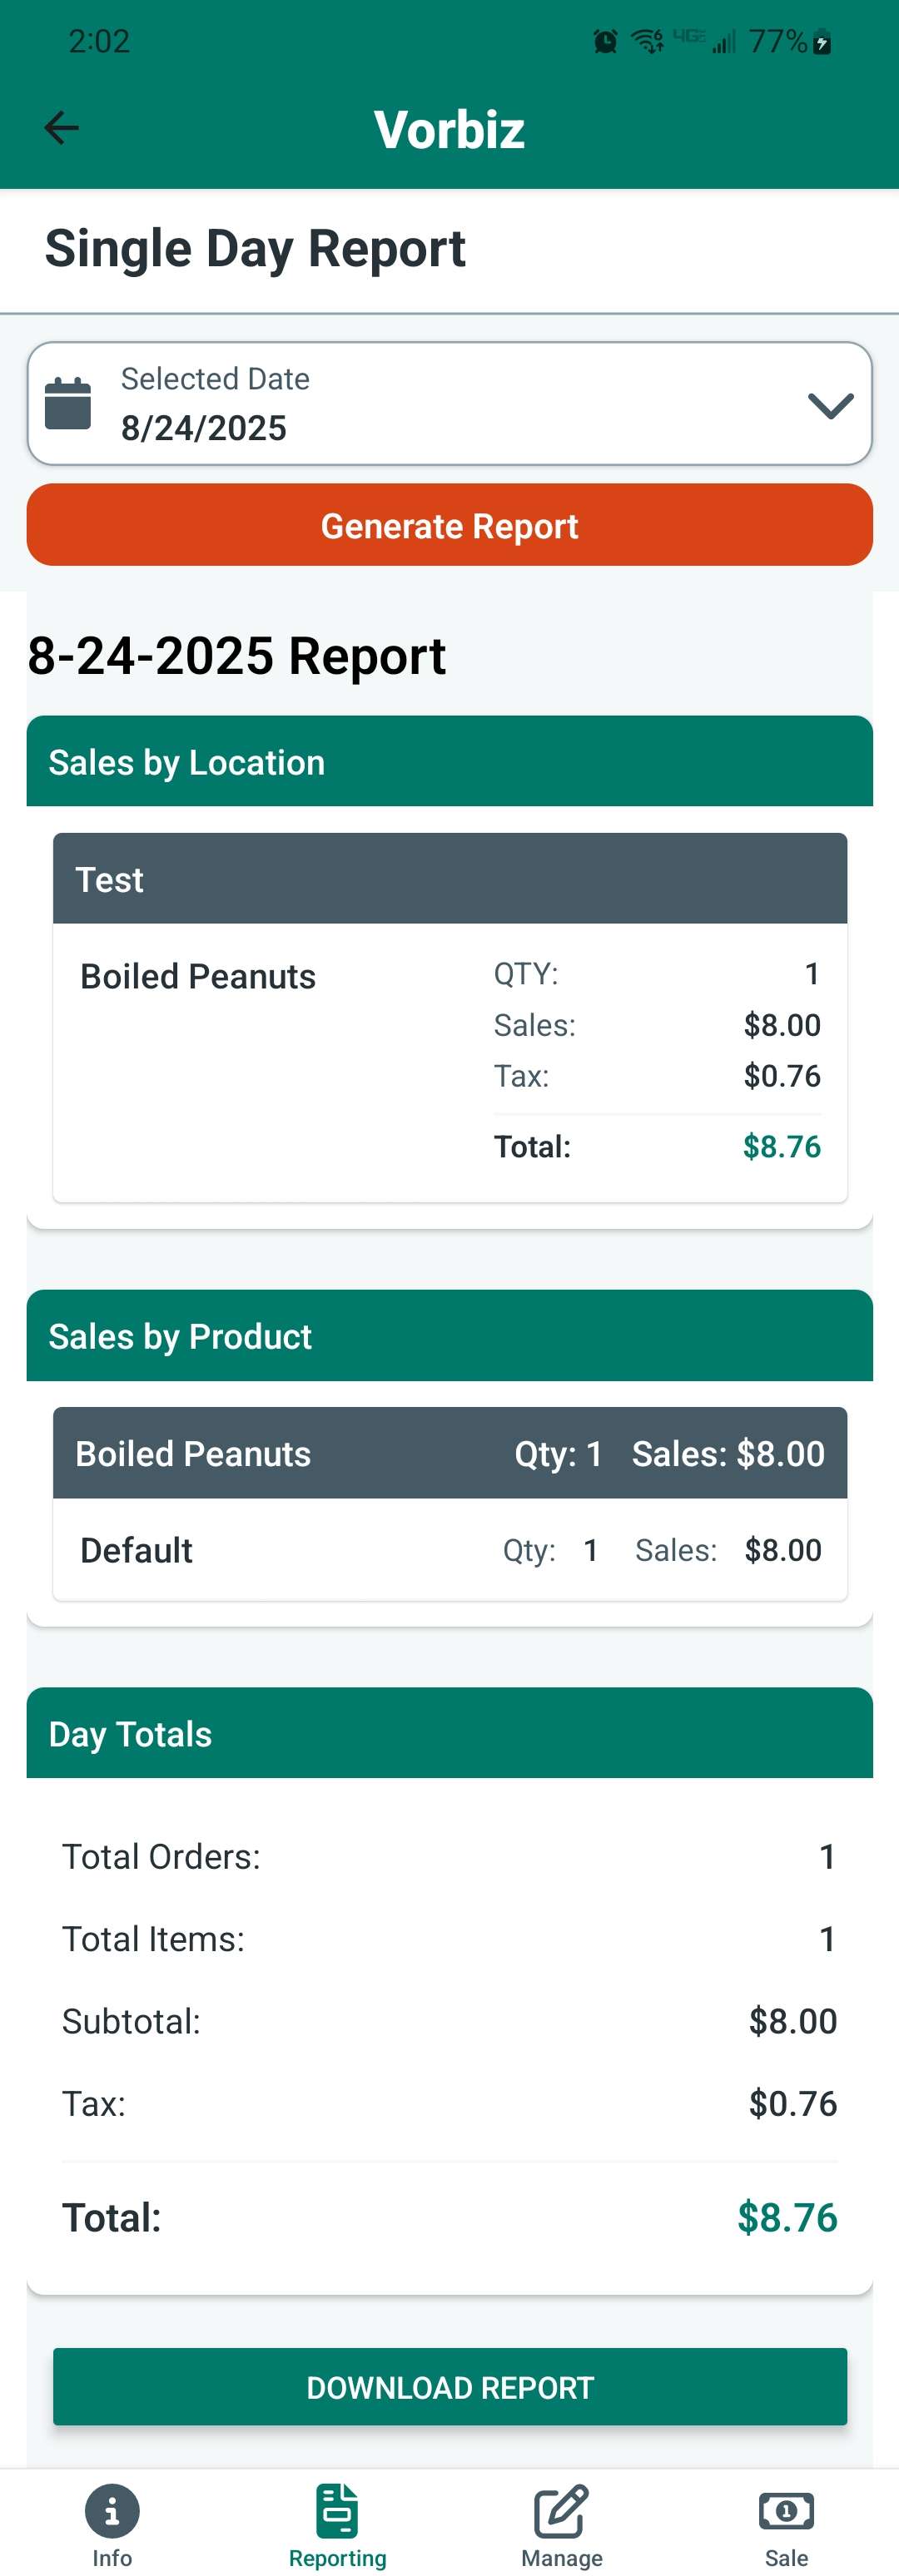 2:02 6 4GE 77%
Vorbiz
Single Day Report
Selected Date
8/24/2025
Generate Report
8-24-2025 Report
Sales by Location
Test
Boiled Peanuts QTY: 1
Sales: $8.00
Tax: $0.76
Total: $8.76
Sales by Product
Boiled Peanuts Qty: 1 Sales: $8.00
Default Qty: 1 Sales: $8.00
Day Totals
Total Orders: 1
Total Items: 1
Subtotal: $8.00
Tax: $0.76
Total: $8.76
DOWNLOAD REPORT
Info Reporting Manage Sale